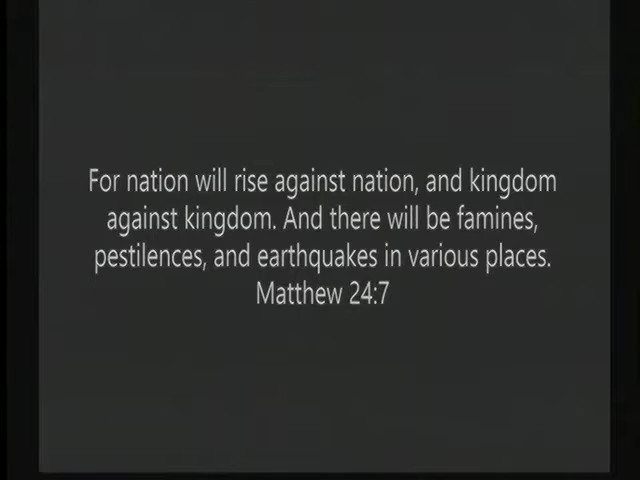 For nation will rise against nation, and kingdom
against kingdom. And there will be famines,
pestilences, and earthquakes in various places.
Matthew 24:7